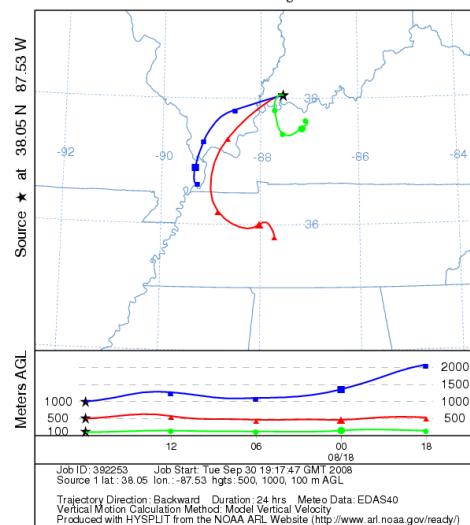 Source ★ at 38.05 N 87.53 W
38
-92
-90
-88
-86
-84
36
Meters AGL
2000
1500
1000
1000
500
500
100
12
06
00
18
08/18
Job ID: 392253 Job Start: Tue Sep 30 19:17:47 GMT 2008
Source 1 lat.: 38.05 lon.: -87.53 hgts: 500, 1000, 100 m AGL
Trajectory Direction: Backward Duration: 24 hrs Meteo Data: EDAS40
Vertical Motion Calculation Method: Model Vertical Velocity
Produced with HYSPLIT from the NOAA ARL Website (http://www.arl.noaa.gov/ready/)